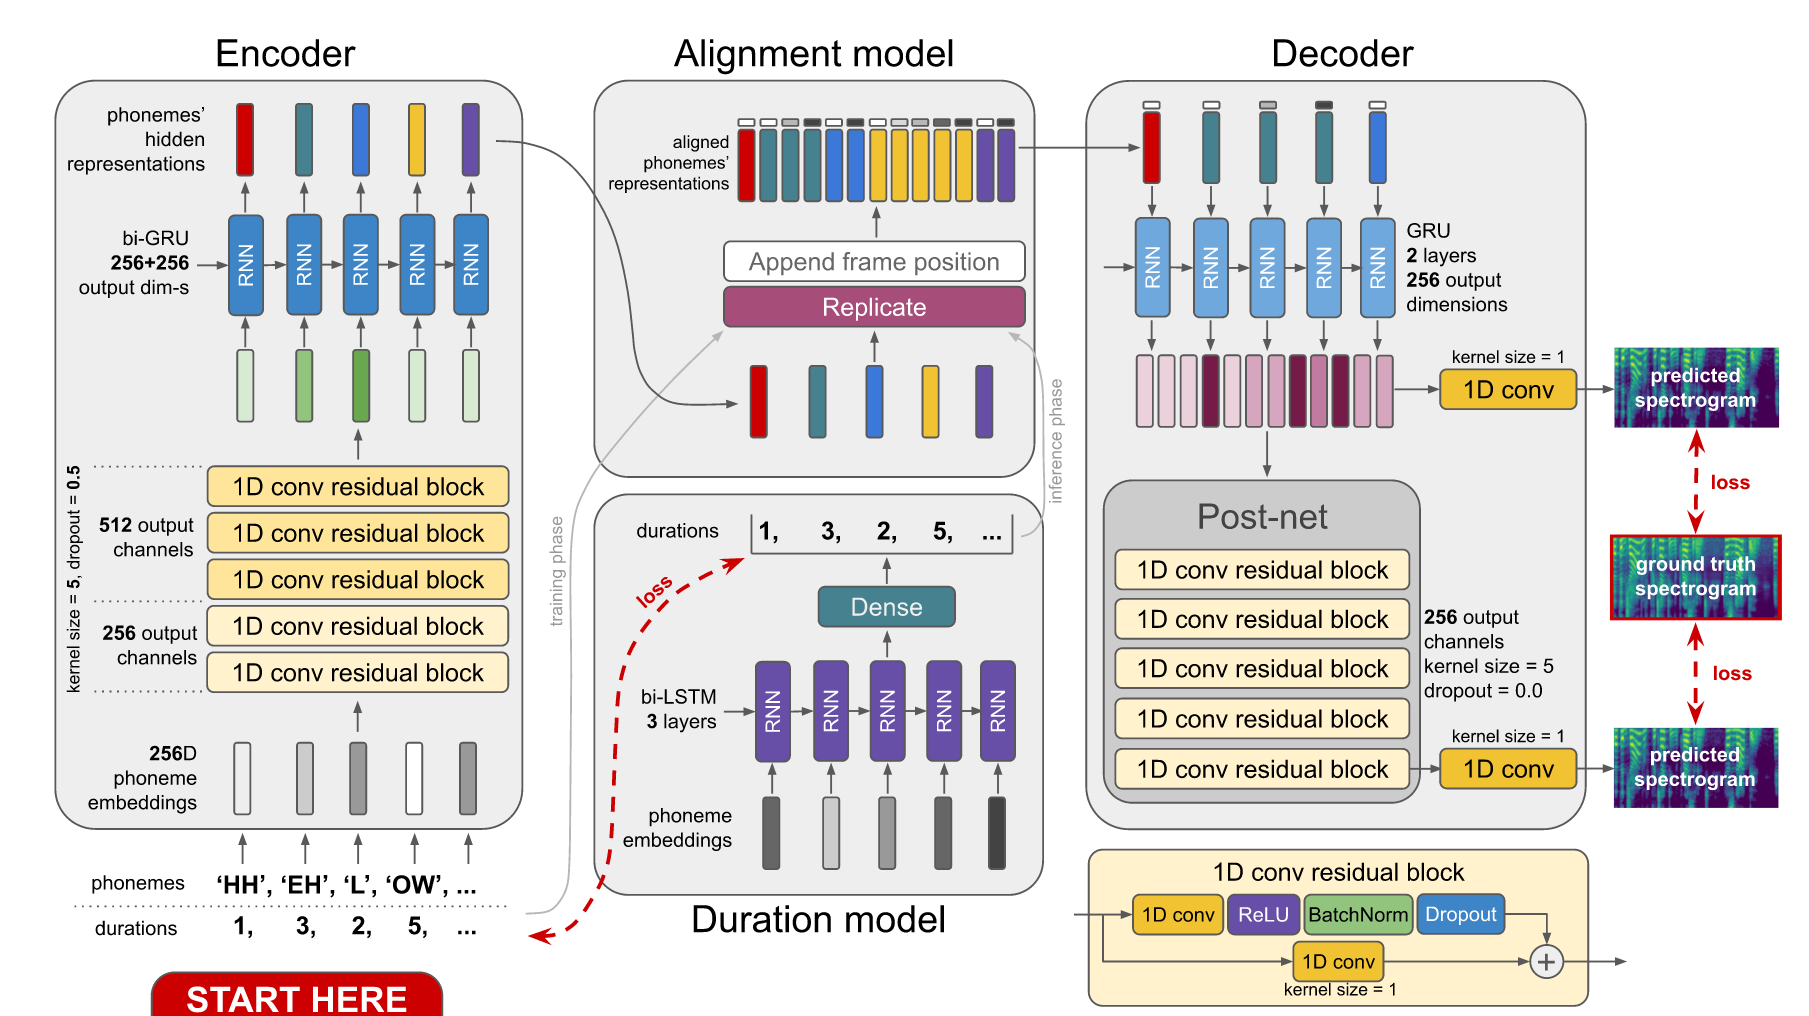 Encoder
phonemes'
hidden
representations
bi-GRU
256+256
output dim-s
RNN
RNN
RNN
RNN
RNN
kernel size = 5, dropout = 0.5
512 output
channels
256 output
channels
1D conv residual block
1D conv residual block
1D conv residual block
1D conv residual block
1D conv residual block
256D
phoneme
embeddings
phonemes
‘HH’, ‘EH’, ‘L’, ‘OW’, ...
durations
1, 3, 2, 5, ...
START HERE
training phase
Alignment model
aligned
phonemes’
representations
Append frame position
Replicate
inference phase
durations
1, 3, 2, 5, ...
loss
Dense
bi-LSTM
3 layers
RNN
RNN
RNN
RNN
RNN
phoneme
embeddings
Duration model
Decoder
RNN
RNN
RNN
RNN
RNN
GRU
2 layers
256 output
dimensions
kernel size = 1
1D conv
predicted
spectrogram
loss
ground truth
spectrogram
loss
Post-net
1D conv residual block
1D conv residual block
1D conv residual block
1D conv residual block
1D conv residual block
256 output
channels
kernel size = 5
dropout = 0.0
kernel size = 1
1D conv
predicted
spectrogram
1D conv residual block
1D conv ReLU BatchNorm Dropout
1D conv
+
kernel size = 1